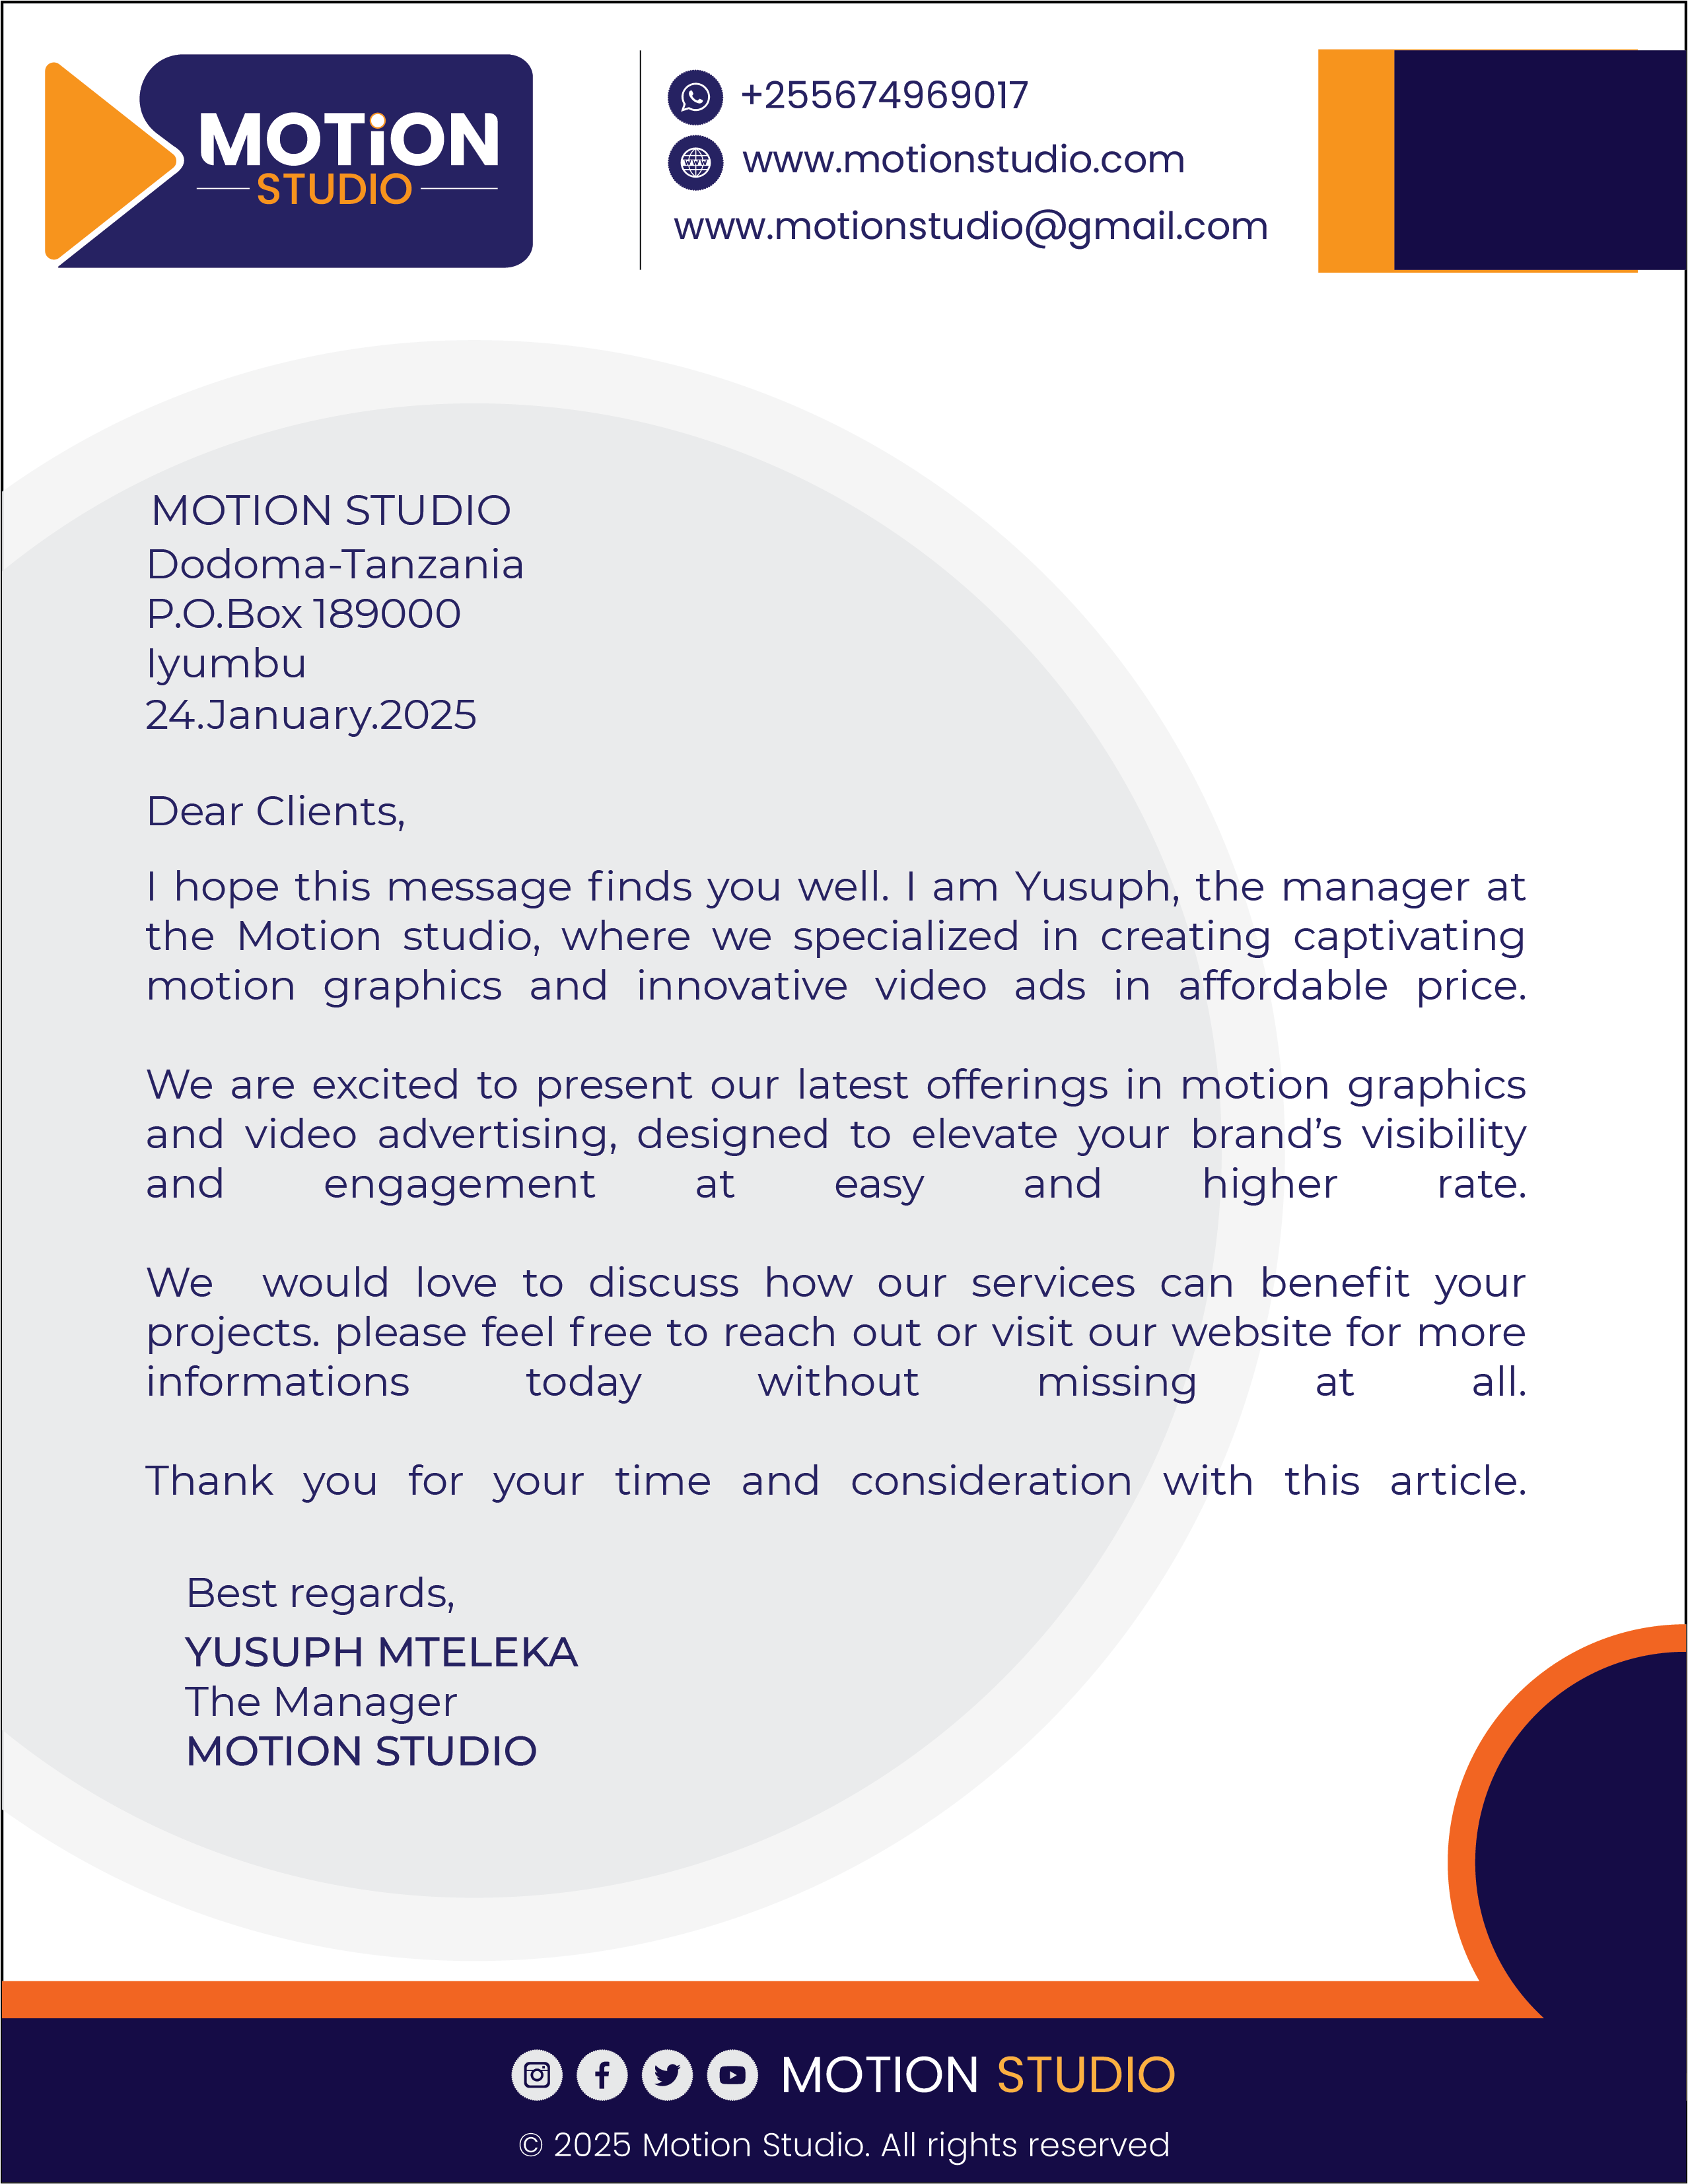 MOTiON
STUDIO
+255674969017
www.motionstudio.com
www.motionstudio@gmail.com
MOTION STUDIO
Dodoma-Tanzania
P.O.Box 189000
Iyumbu
24.January.2025
Dear Clients,
I hope this message finds you well. I am Yusuph, the manager at
the Motion studio, where we specialized in creating captivating
motion graphics and innovative video ads in affordable price.
We are excited to present our latest offerings in motion graphics
and video advertising, designed to elevate your brand’s visibility
and engagement at easy and higher rate.
We would love to discuss how our services can benefit your
projects. please feel free to reach out or visit our website for more
informations today without missing at all.
Thank you for your time and consideration with this article.
Best regards,
YUSUPH MTELEKA
The Manager
MOTION STUDIO
MOTION STUDIO
© 2025 Motion Studio. All rights reserved